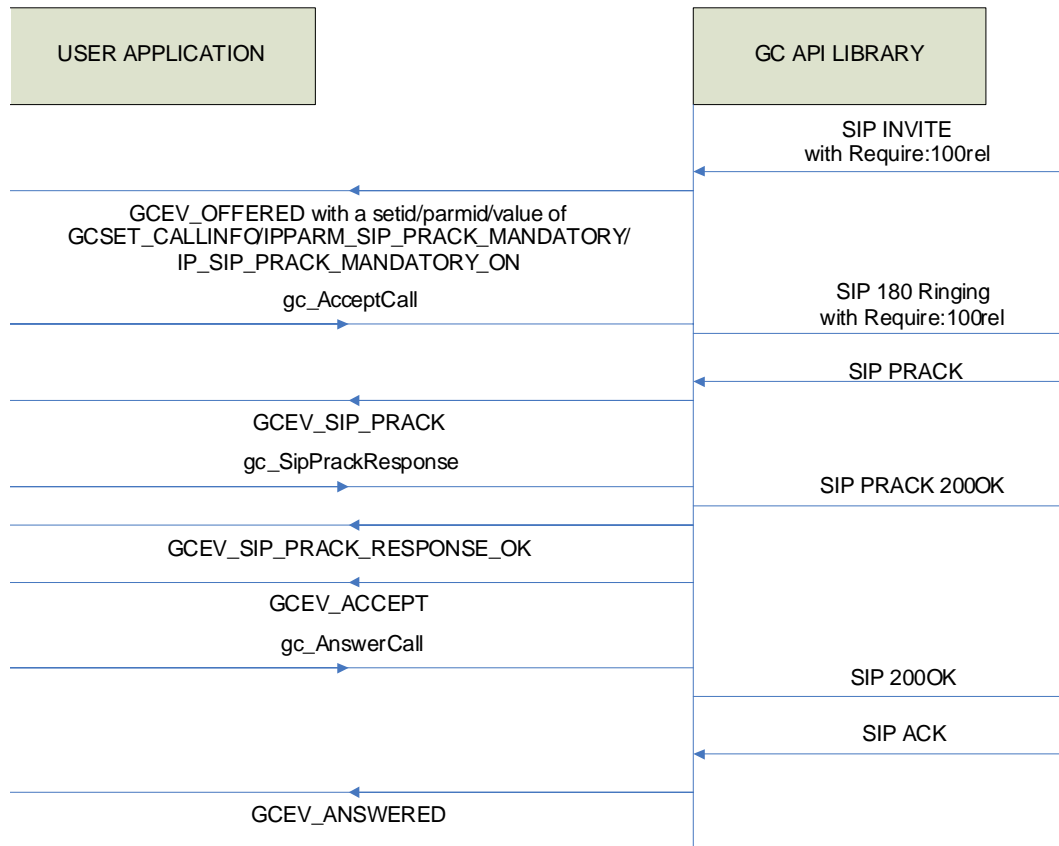 USER APPLICATION
GC API LIBRARY
SIP INVITE
with Require:100rel
GCEV_OFFERED with a setid/parmid/value of
GCSET_CALLINFO/IPPARM_SIP_PRACK_MANDATORY/
IP_SIP_PRACK_MANDATORY_ON
gc_AcceptCall
SIP 180 Ringing
with Require:100rel
SIP PRACK
GCEV_SIP_PRACK
gc_SipPrackResponse
SIP PRACK 200OK
GCEV_SIP_PRACK_RESPONSE_OK
GCEV_ACCEPT
gc_AnswerCall
SIP 200OK
SIP ACK
GCEV_ANSWERED